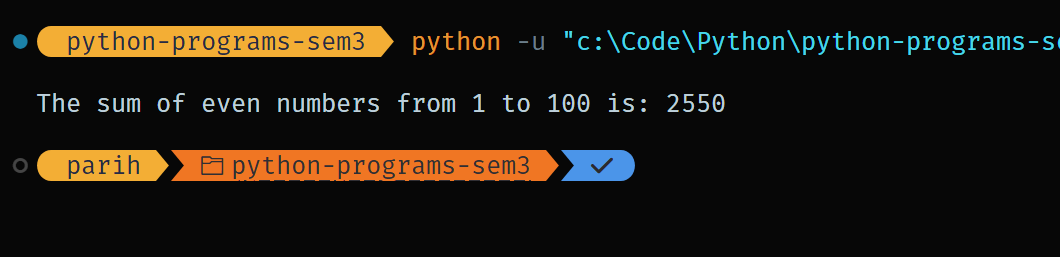 python-programs-sem3 python -u "c:\Code\Python\python-programs-s
The sum of even numbers from 1 to 100 is: 2550
parih python-programs-sem3